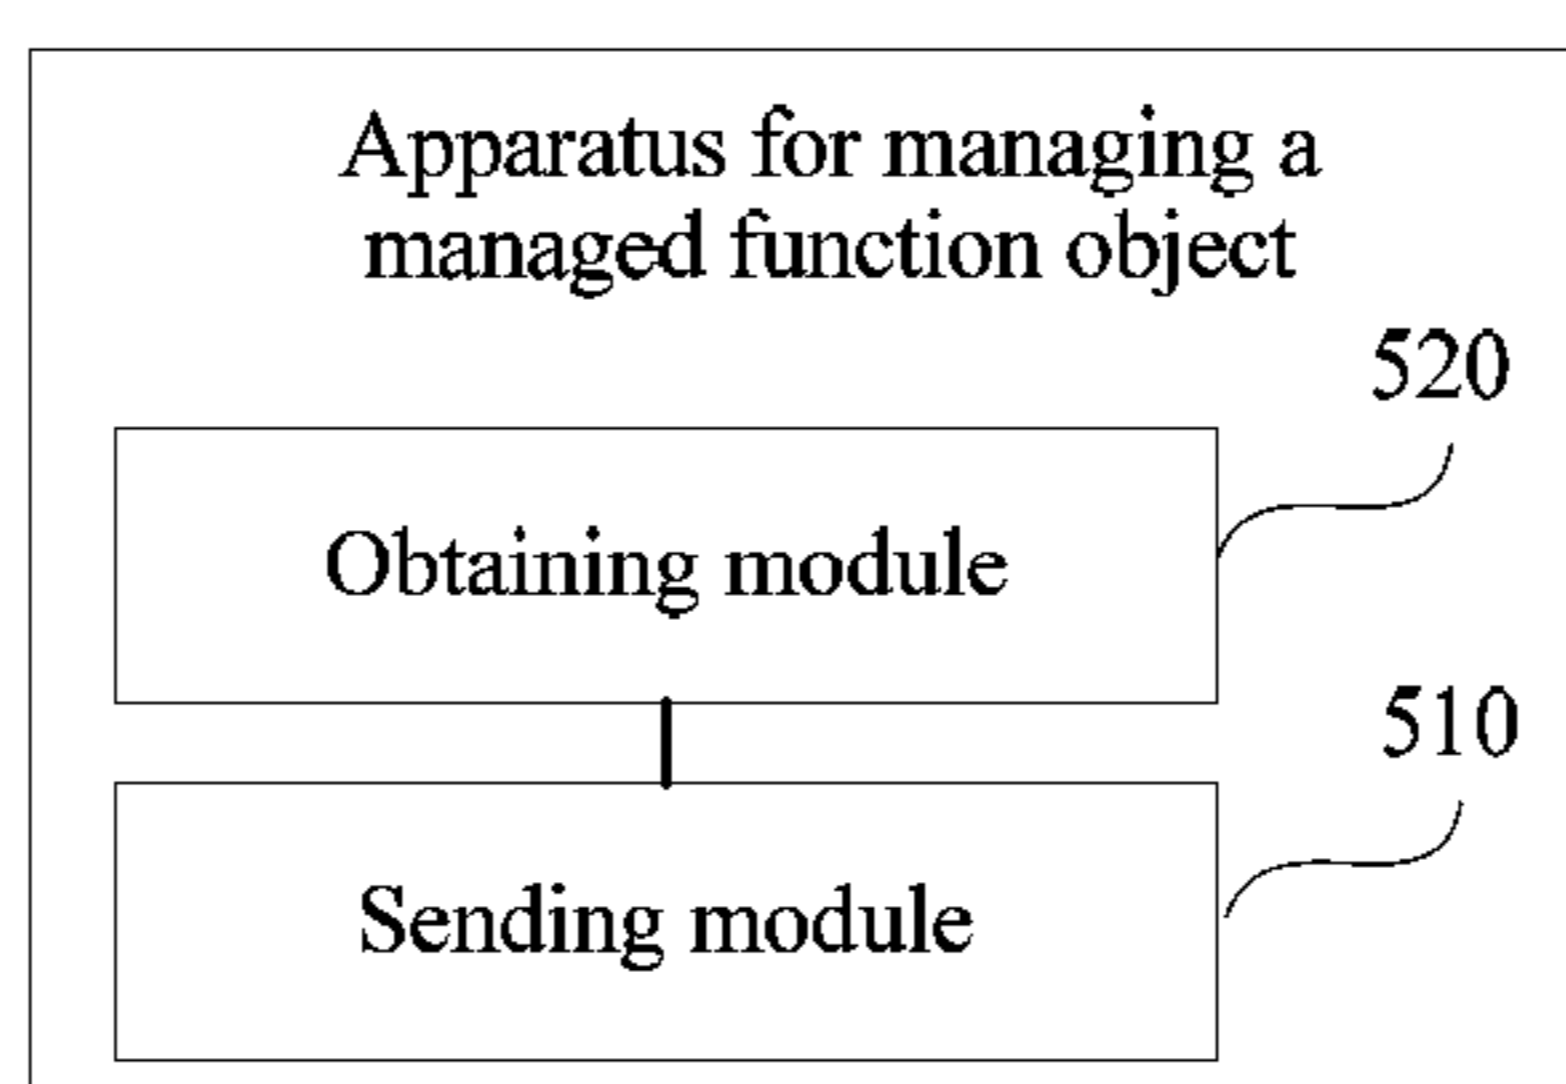 Apparatus for managing a
managed function object
520
Obtaining module
510
Sending module